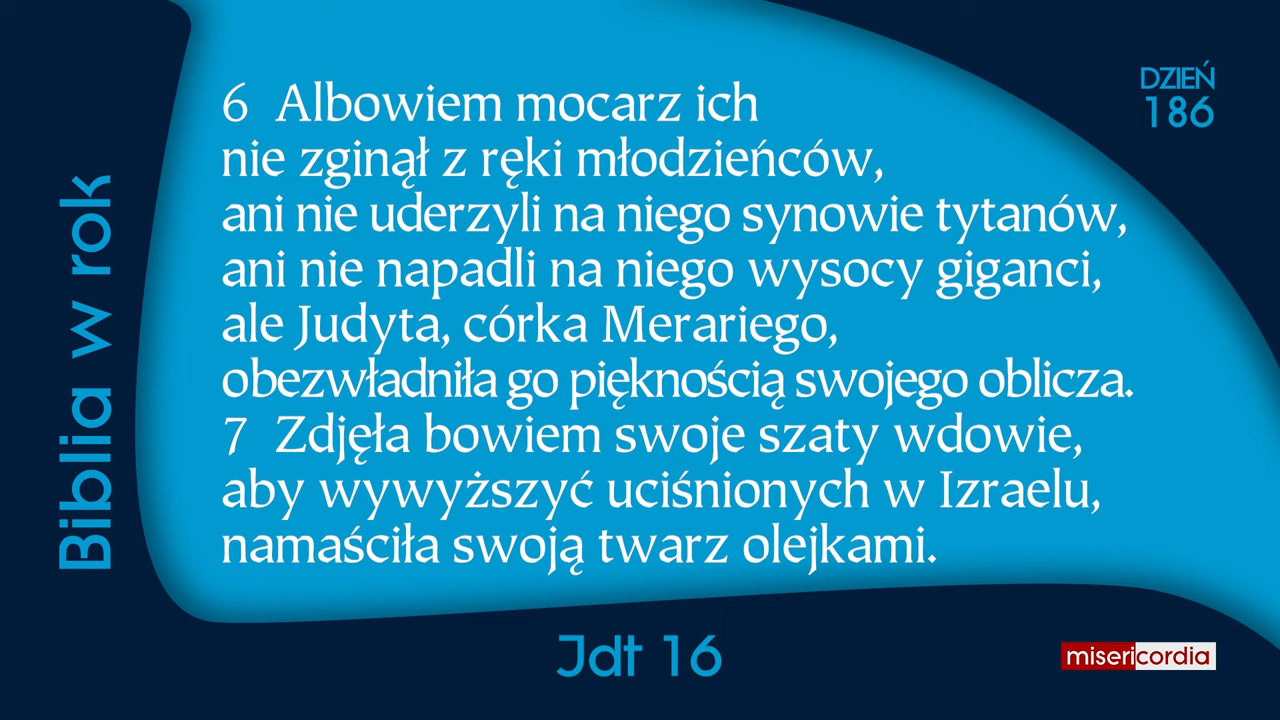 DZIEŃ
186
6 Albowiem mocarz ich
nie zginął z ręki młodzieńców,
ani nie uderzyli na niego synowie tytanów,
ani nie napadli na niego wysocy giganci,
ale Judyta, córka Merariego,
obezwładniła go pięknością swojego oblicza.
7 Zdjęła bowiem swoje szaty wdowie,
aby wywyższyć uciśnionych w Izraelu,
namaściła swoją twarz olejkami.
Biblia w rok
Jdt 16
misericordia